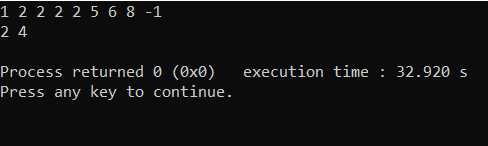 1 2 2 2 2 5 6 8 -1
2 4
Process returned 0 (0x0)   execution time : 32.920 s
Press any key to continue.